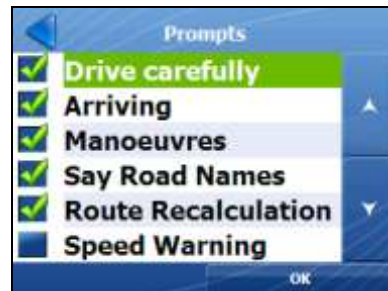 Prompts
Drive carefully
Arriving
Manoeuvres
Say Road Names
Route Recalculation
Speed Warning
OK